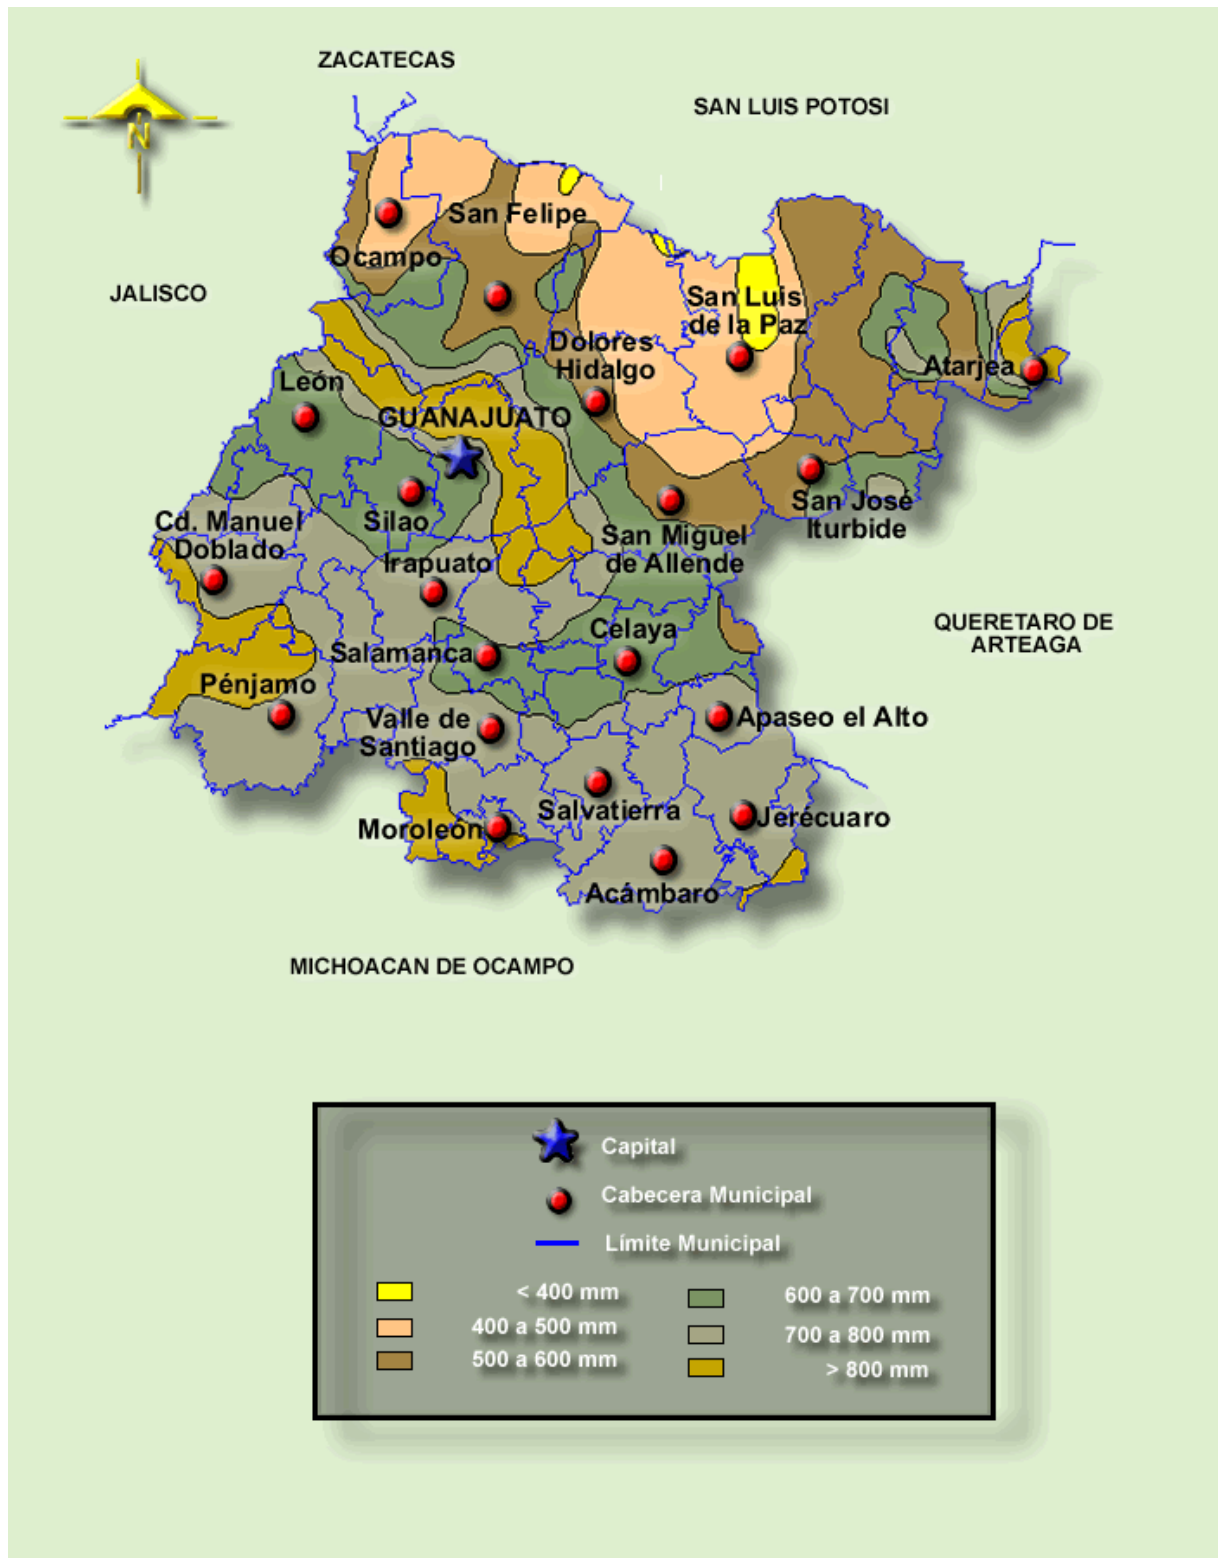 ZACATECAS
SAN LUIS POTOSI
N
San Felipe
Ocampo
JALISCO
San Luis
de la Paz
Dolores
Hidalgo
Atarjea
León
GUANAJUATO
San José
Iturbide
Cd. Manuel
Doblado
Silao
San Miguel
de Allende
Irapuato
Celaya
QUERETARO DE
ARTEAGA
Salamanca
Pénjamo
Valle de
Santiago
Apaseo el Alto
Salvatierra
Jerécuaro
Moroleón
Acámbaro
MICHOACAN DE OCAMPO
Capital
Cabecera Municipal
Límite Municipal
< 400 mm
400 a 500 mm
500 a 600 mm
600 a 700 mm
700 a 800 mm
> 800 mm